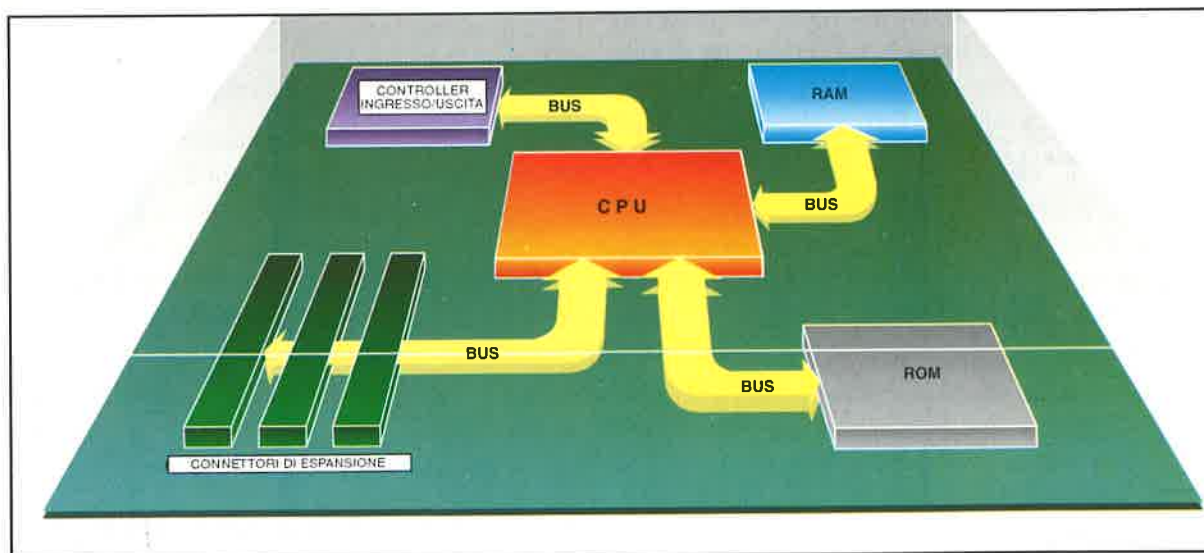 CONTROLLER
INGRESSO/USCITA
BUS
RAM
CPU
BUS
BUS
BUS
ROM
CONNETTORI DI ESPANSIONE